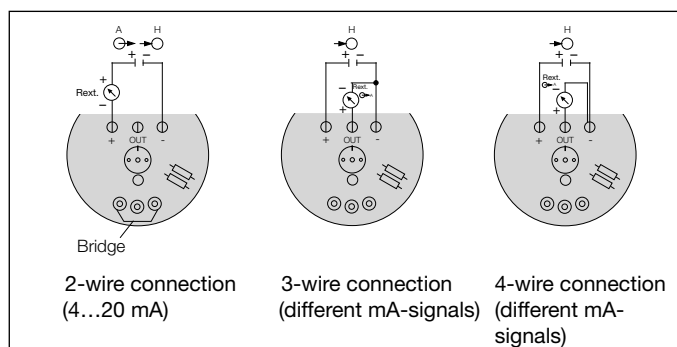 A H
+ −
+
Rext.
−
+ OUT -
Bridge
2-wire connection
(4…20 mA)
H
+ −
−
Rext.
A
+
+ OUT -
3-wire connection
(different mA-signals)
H
+ −
Rext.
A
−
+
+ OUT -
4-wire connection
(different mA-
signals)